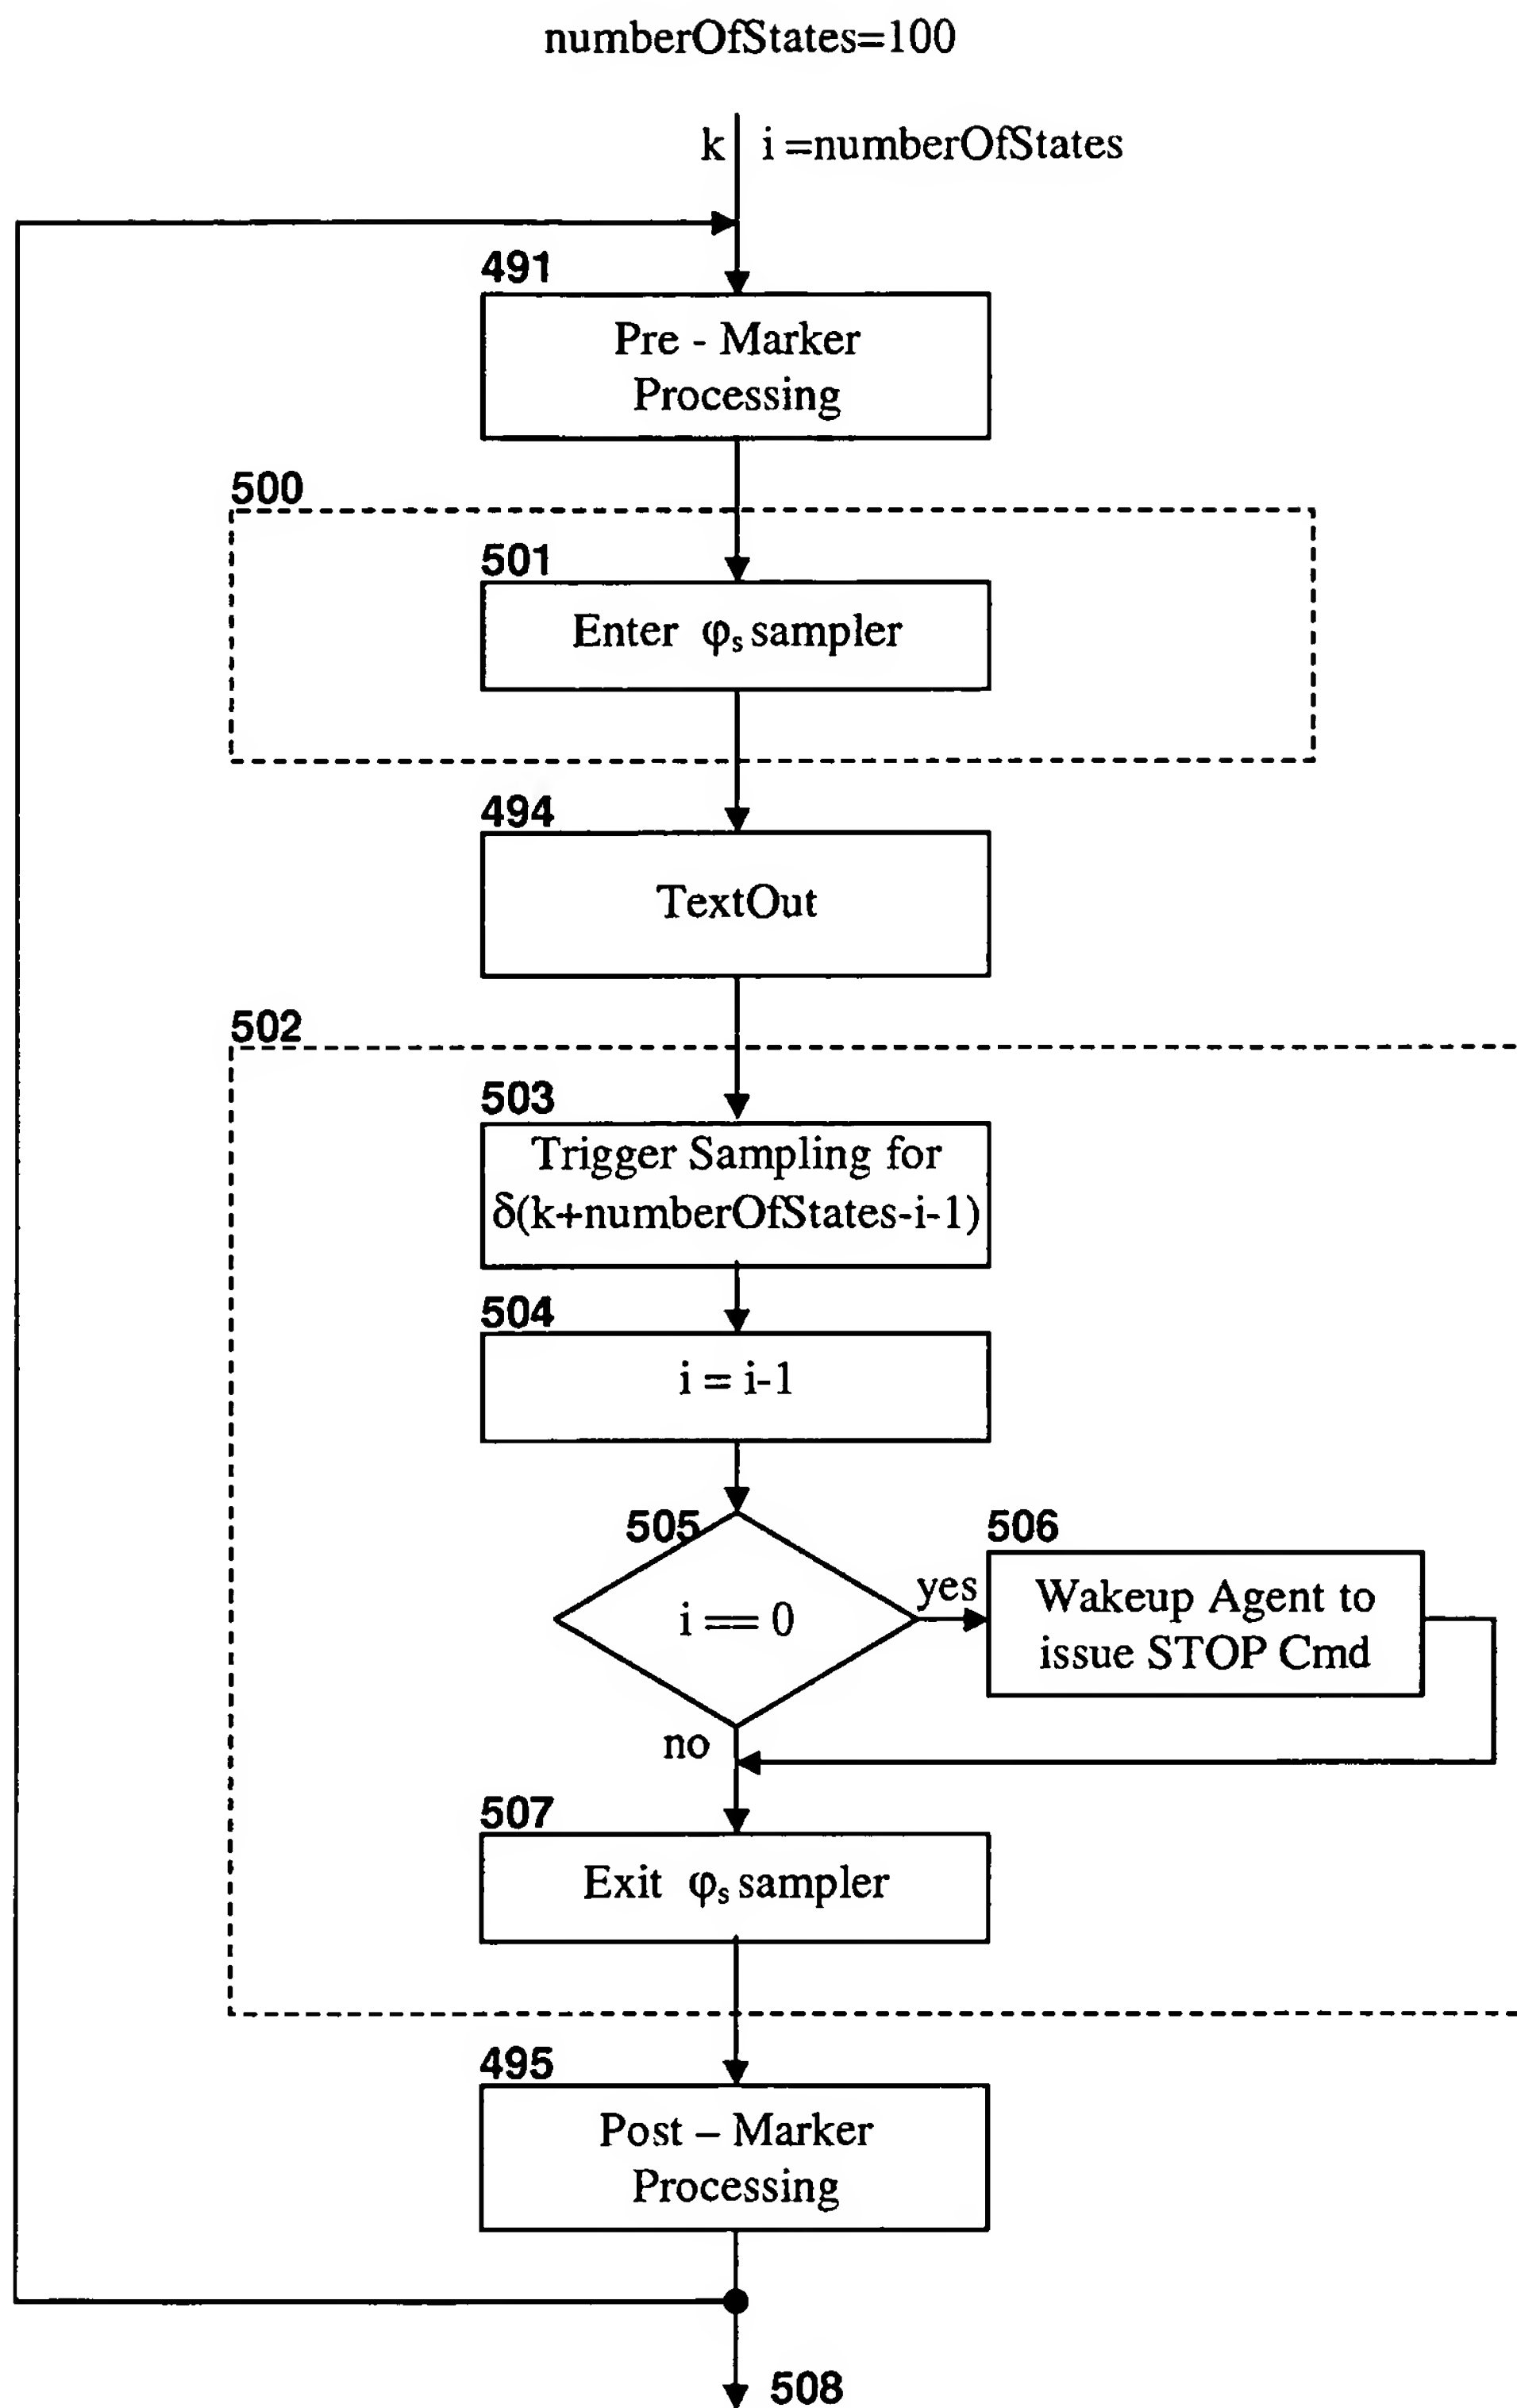 numberOfStates=100
k i =numberOfStates
491
Pre - Marker
Processing
500
501
Enter φs sampler
494
TextOut
502
503
Trigger Sampling for
δ(k+numberOfStates-i-1)
504
i = i-1
505
i == 0
yes
506
Wakeup Agent to
issue STOP Cmd
no
507
Exit φs sampler
495
Post – Marker
Processing
508